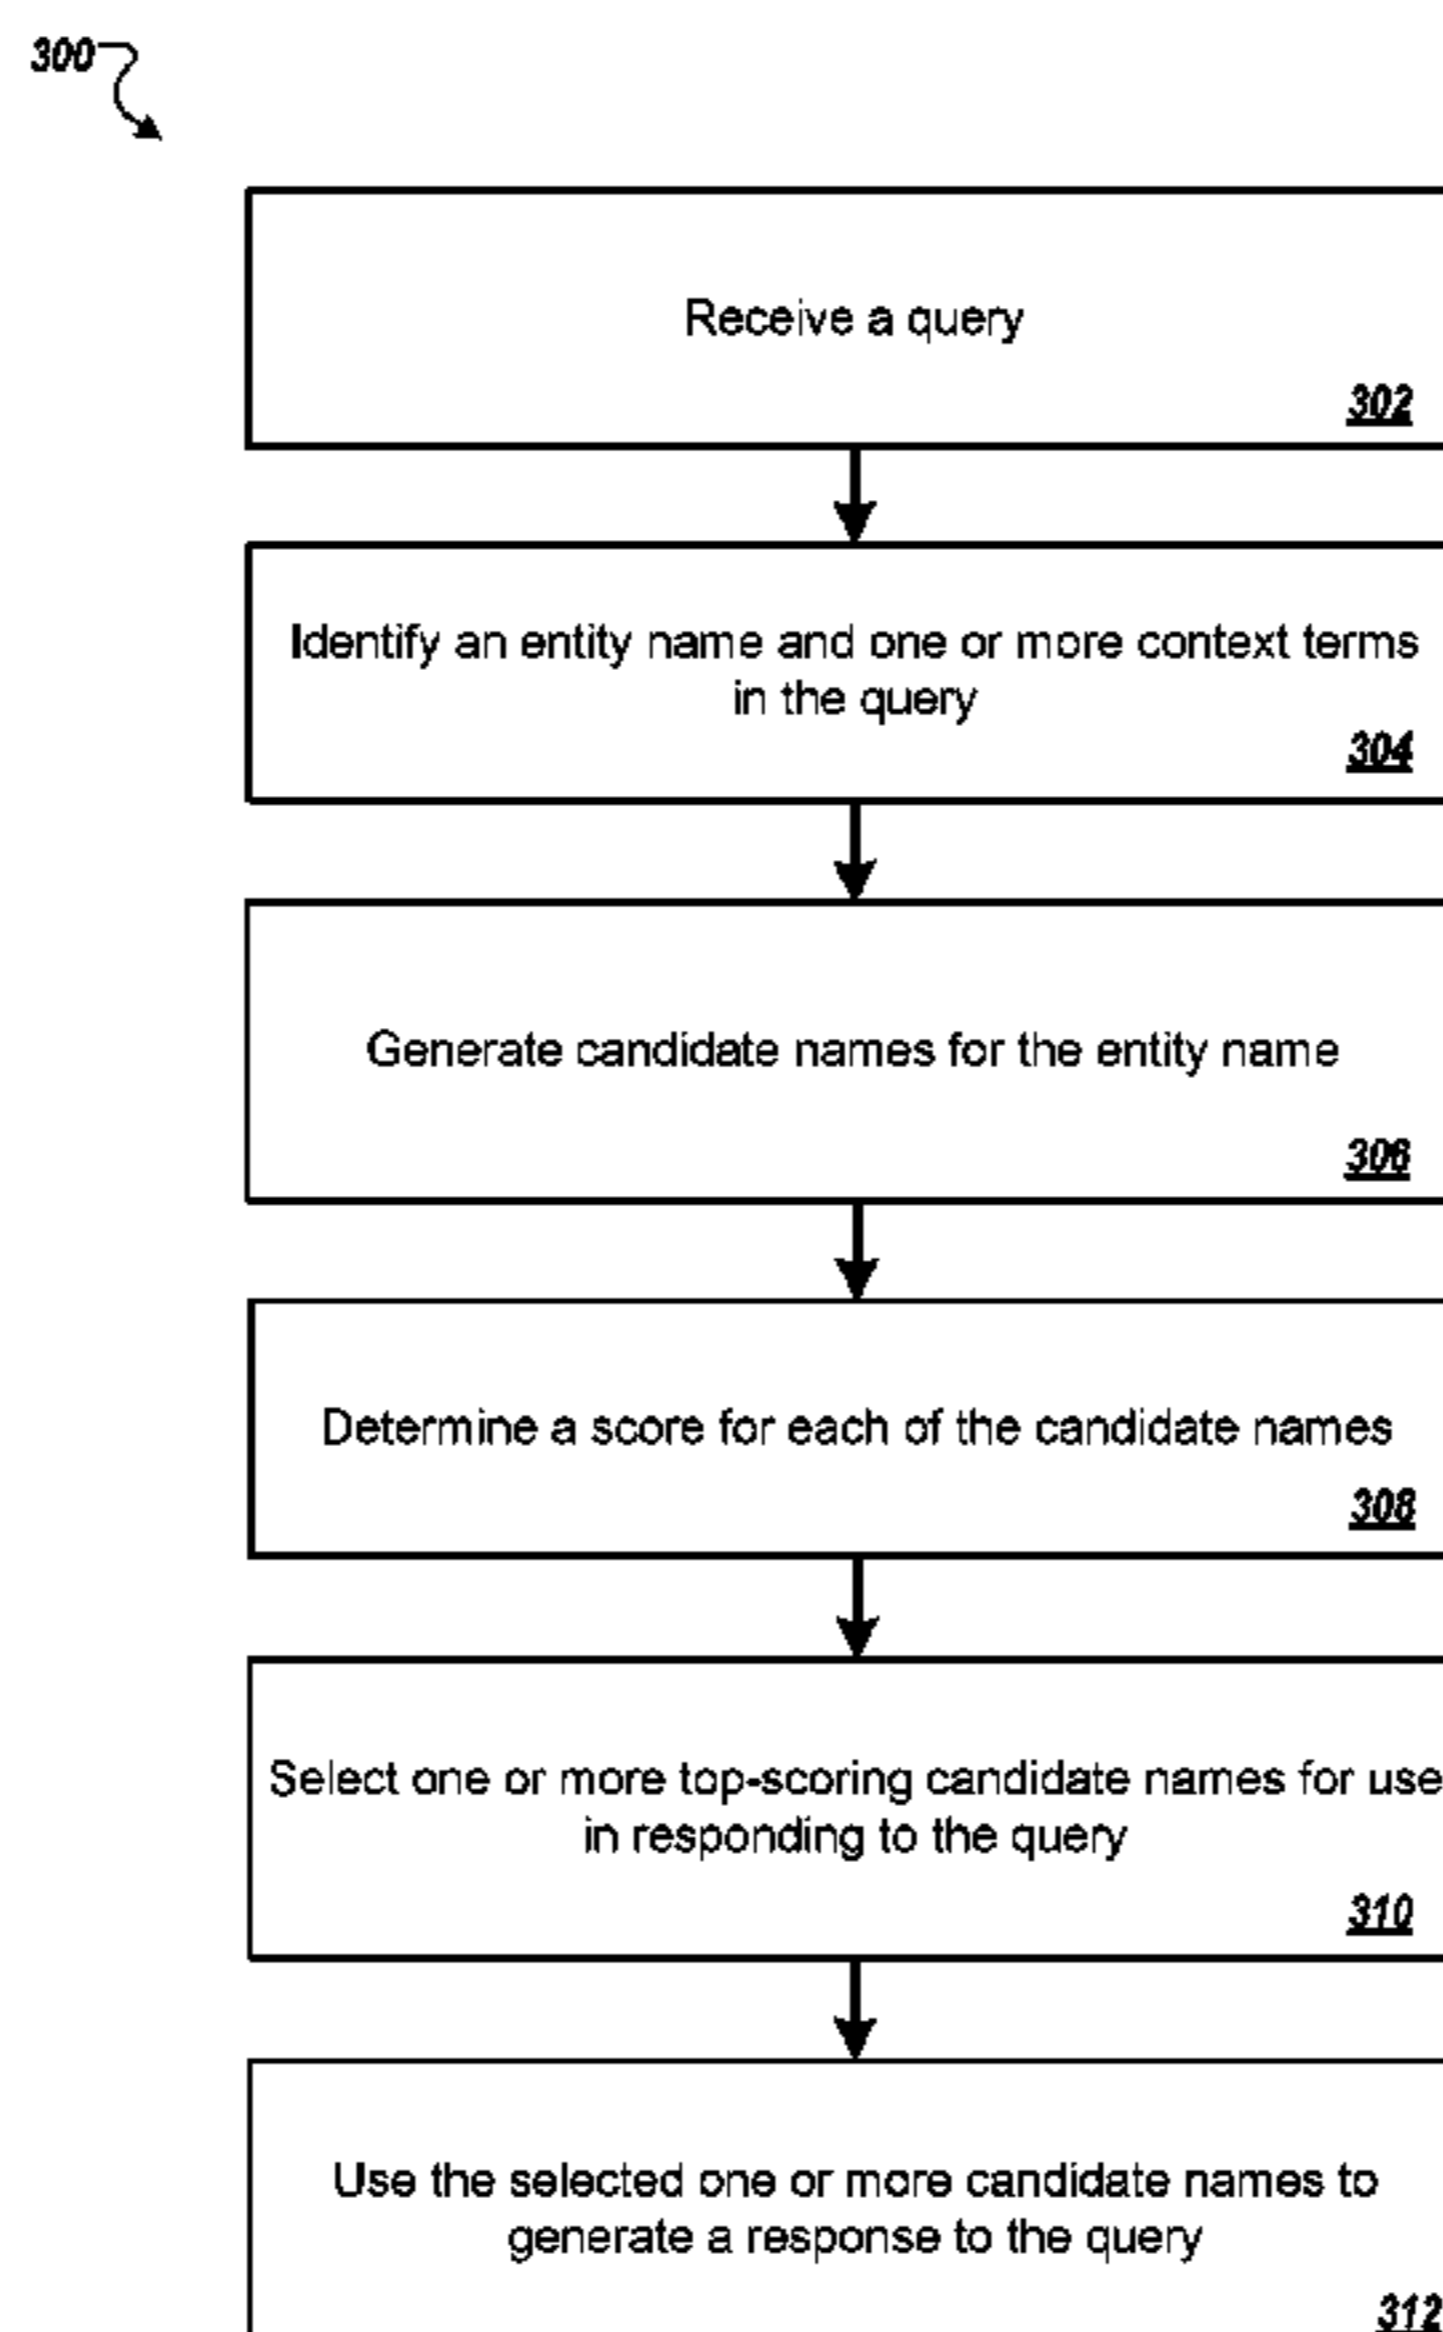 300
Receive a query
302
Identify an entity name and one or more context terms
in the query
304
Generate candidate names for the entity name
306
Determine a score for each of the candidate names
308
Select one or more top-scoring candidate names for use
in responding to the query
310
Use the selected one or more candidate names to
generate a response to the query
312